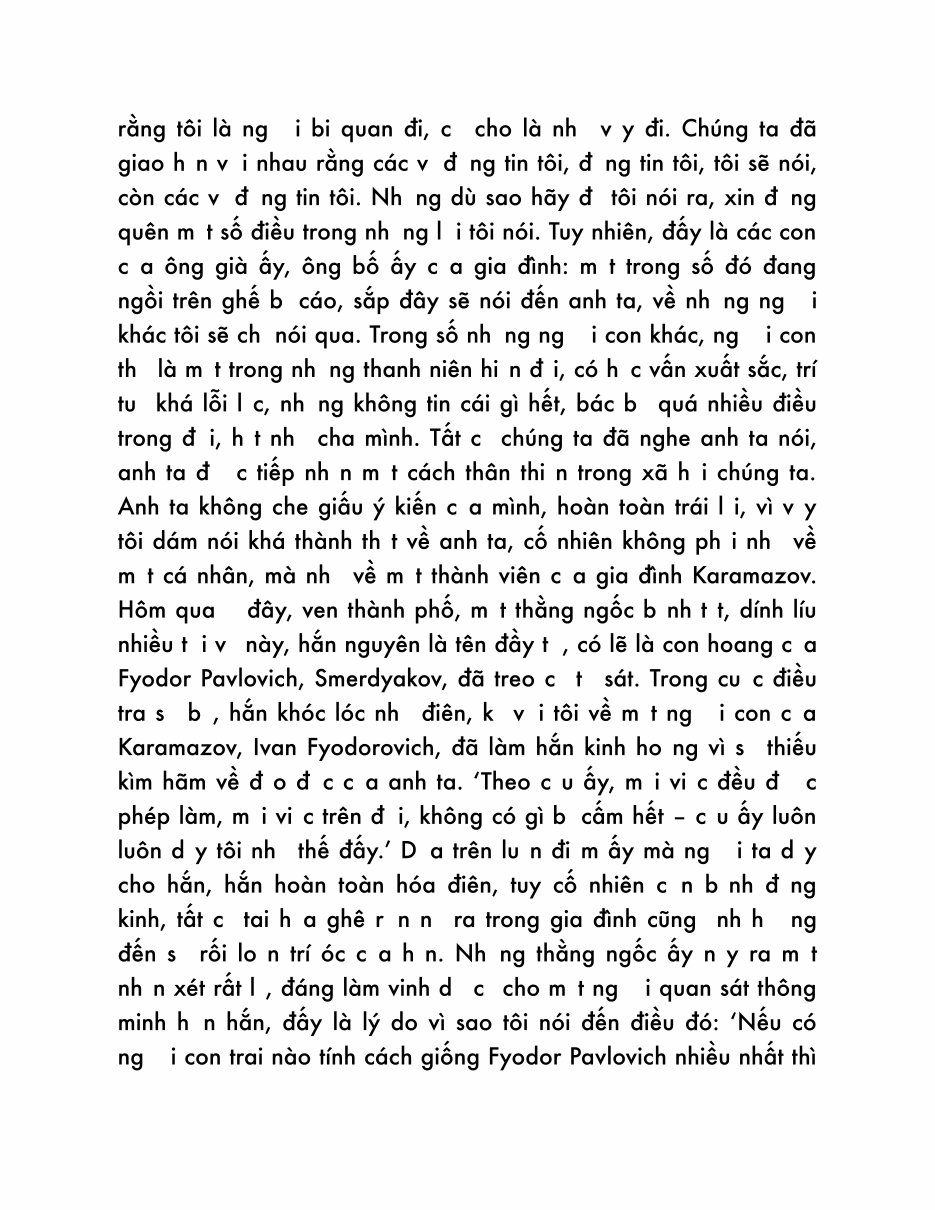 rằng tôi là ng i bi quan đi, c cho là nh v y đi. Chúng ta đã
giao h n v i nhau rằng các v đ ng tin tôi, đ ng tin tôi, tôi sẽ nói,
còn các v đ ng tin tôi. Nh ng dù sao hãy đ tôi nói ra, xin đ ng
quên m t số điều trong nh ng l i tôi nói. Tuy nhiên, đấy là các con
c a ông già ấy, ông bố ấy c a gia đình: m t trong số đó đang
ngồi trên ghế b cáo, sắp đây sẽ nói đến anh ta, về nh ng ng i
khác tôi sẽ ch nói qua. Trong số nh ng ng i con khác, ng i con
th là m t trong nh ng thanh niên hi n đ i, có h c vấn xuất sắc, trí
tu khá lỗi l c, nh ng không tin cái gì hết, bác b quá nhiều điều
trong đ i, h t nh cha mình. Tất c chúng ta đã nghe anh ta nói,
anh ta đ c tiếp nh n m t cách thân thi n trong xã h i chúng ta.
Anh ta không che giấu ý kiến c a mình, hoàn toàn trái l i, vì v y
tôi dám nói khá thành th t về anh ta, cố nhiên không ph i nh về
m t cá nhân, mà nh về m t thành viên c a gia đình Karamazov.
Hôm qua đây, ven thành phố, m t thằng ngốc b nh t t, dính líu
nhiều t i v này, hắn nguyên là tên đầy t , có lẽ là con hoang c a
Fyodor Pavlovich, Smerdyakov, đã treo c t sát. Trong cu c điều
tra s b , hắn khóc lóc nh điên, k v i tôi về m t ng i con c a
Karamazov, Ivan Fyodorovich, đã làm hắn kinh ho ng vì s thiếu
kìm hãm về đ o đ c c a anh ta. ‘Theo c u ấy, m i vi c đều đ c
phép làm, m i vi c trên đ i, không có gì b cấm hết – c u ấy luôn
luôn d y tôi nh thế đấy.’ D a trên lu n đi m ấy mà ng i ta d y
cho hắn, hắn hoàn toàn hóa điên, tuy cố nhiên c n b nh đ ng
kinh, tất c tai h a ghê r n n ra trong gia đình cũng nh h ng
đến s rối lo n trí óc c a h n. Nh ng thằng ngốc ấy n y ra m t
nh n xét rất l , đáng làm vinh d c cho m t ng i quan sát thông
minh h n hắn, đấy là lý do vì sao tôi nói đến điều đó: ‘Nếu có
ng i con trai nào tính cách giống Fyodor Pavlovich nhiều nhất thì